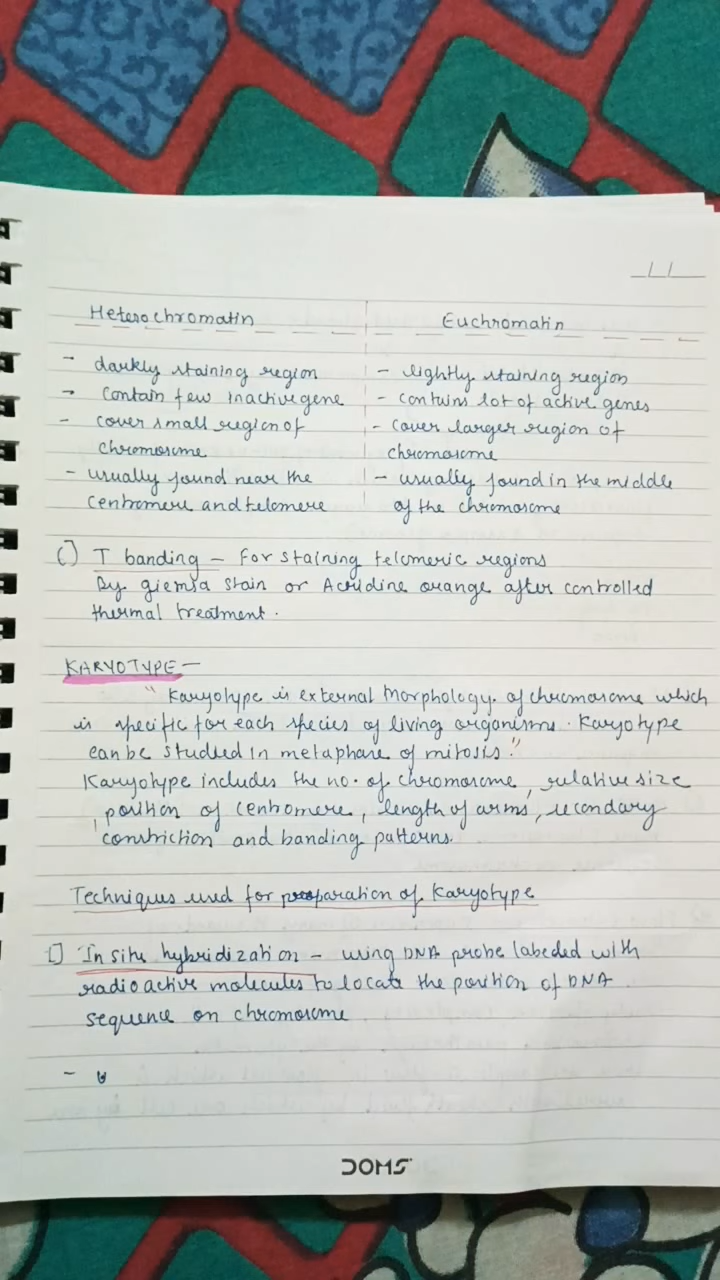 Heterochromatin Euchromatin
- darkly staining region - lightly staining region
- contain few inactive gene - contains lot of active genes
- cover small region of - cover larger region of
chromosome chromosome
- usually found near the - usually found in the middle
centromere and telomere of the chromosome
C) T banding - For staining telomeric regions
By giemsa stain or Acridine orange after controlled
thermal treatment.
KARYOTYPE -
" Karyotype is external morphology of chromosome which
is specific for each species of living organisms. Karyotype
can be studied in metaphase of mitosis."
Karyotype includes the no. of chromosome, relative size
, position of centromere, length of arms, secondary
constriction and banding patterns.
Techniques used for preparation of Karyotype
1) In situ hybridization - using DNA probe labeded with
radioactive molecules to locate the position of DNA
sequence on chromosome
-
DOMS